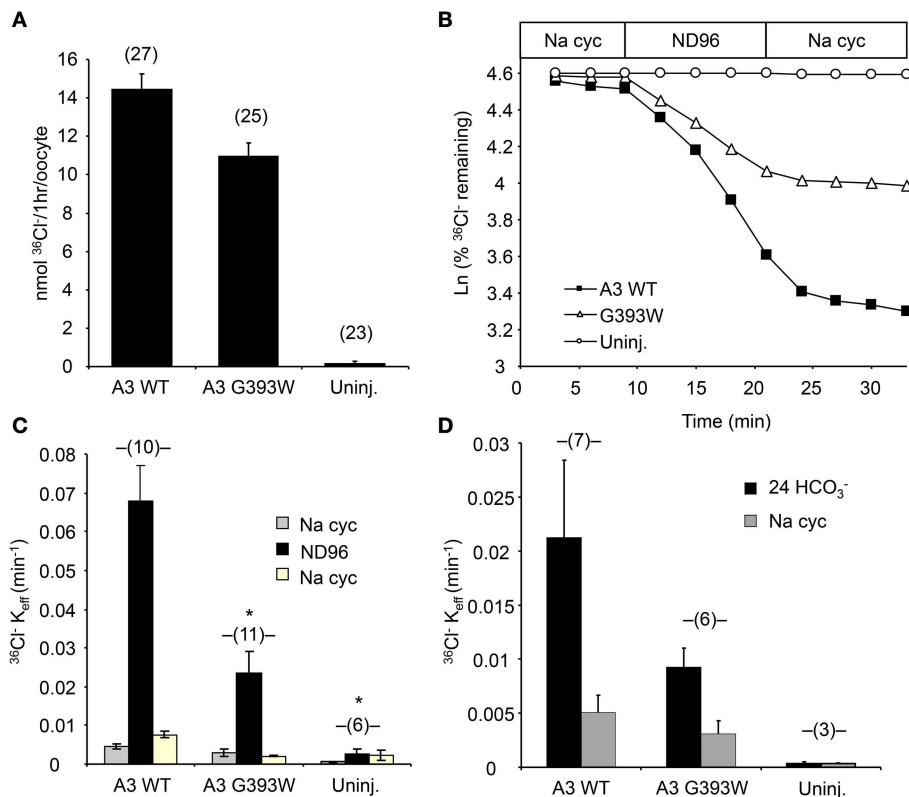 A
(27)
(25)
(23)
16
14
12
10
8
6
4
2
0
nmol ³⁶Cl⁻/1hr/oocyte
A3 WT
A3 G393W
Uninj.
B
Na cyc
ND96
Na cyc
4.6
4.4
4.2
4
3.8
3.6
3.4
3.2
3
Ln (% ³⁶Cl⁻ remaining)
A3 WT
G393W
Uninj.
0 5 10 15 20 25 30
Time (min)
C
–(10)–
0.08
0.07
0.06
0.05
0.04
0.03
0.02
0.01
0
³⁶Cl⁻ Keff (min⁻¹)
Na cyc
ND96
Na cyc
*
–(11)–
*
–(6)–
A3 WT
A3 G393W
Uninj.
D
–(7)–
0.03
0.025
0.02
0.015
0.01
0.005
0
³⁶Cl⁻ Keff (min⁻¹)
24 HCO₃⁻
Na cyc
–(6)–
–(3)–
A3 WT
A3 G393W
Uninj.